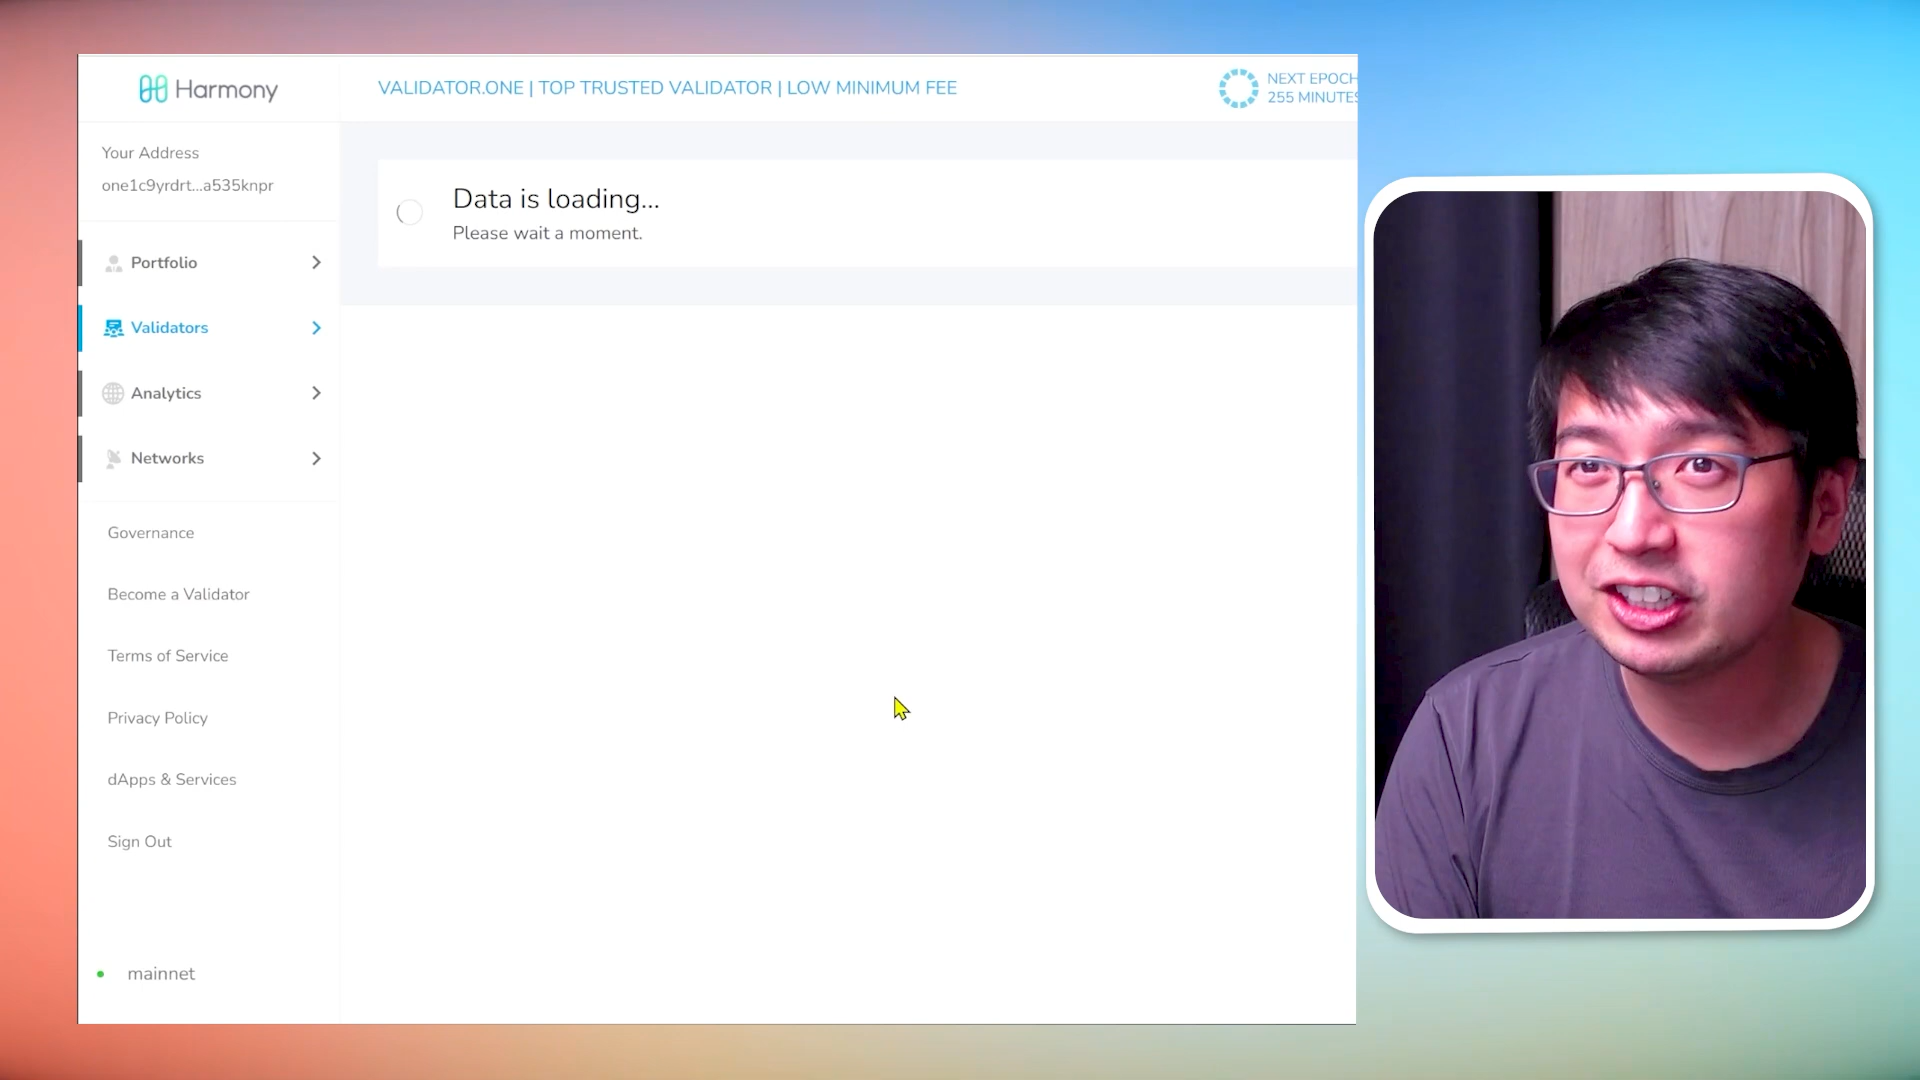 Harmony
VALIDATOR.ONE | TOP TRUSTED VALIDATOR | LOW MINIMUM FEE
NEXT EPOCH
255 MINUTES
Your Address
one1c9yrdrt...a535knpr
Data is loading...
Please wait a moment.
Portfolio
Validators
Analytics
Networks
Governance
Become a Validator
Terms of Service
Privacy Policy
dApps & Services
Sign Out
mainnet